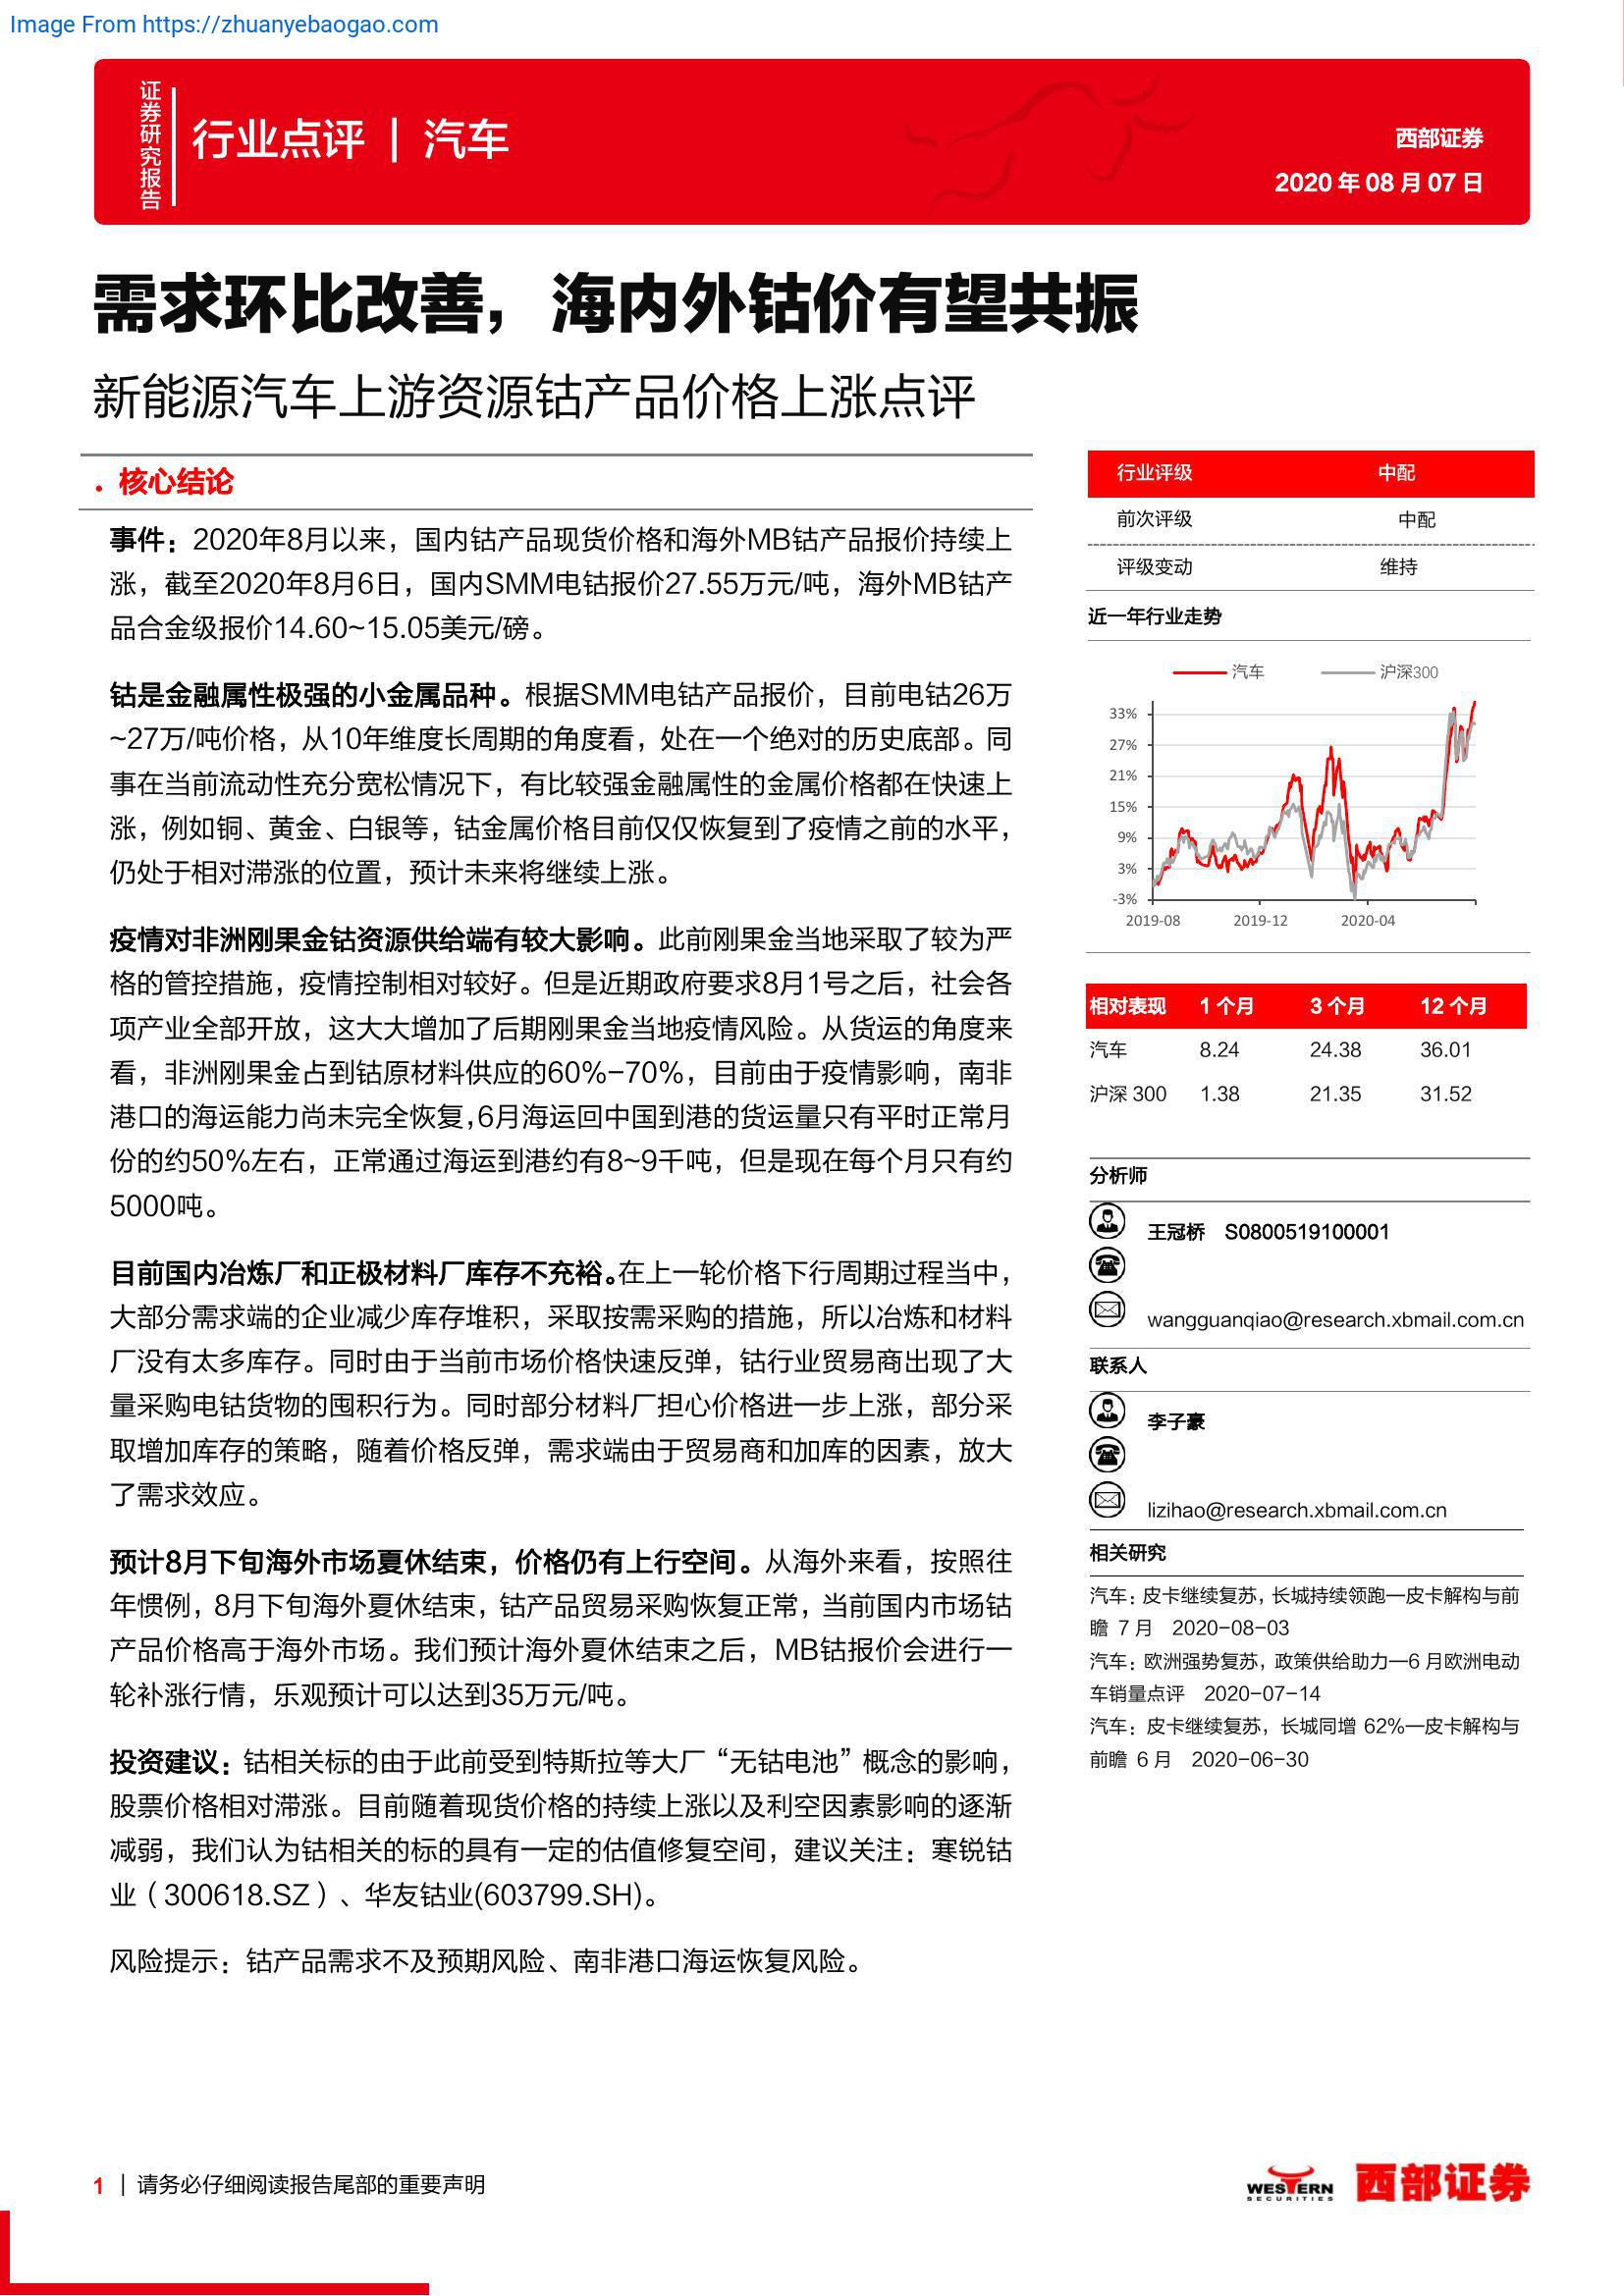 Image From https://zhuanyebaogao.com
证券研究报告
行业点评 | 汽车
西部证券
2020 年 08 月 07 日
需求环比改善，海内外钴价有望共振
新能源汽车上游资源钴产品价格上涨点评
• 核心结论
事件：2020年8月以来，国内钴产品现货价格和海外MB钴产品报价持续上
涨，截至2020年8月6日，国内SMM电钴报价27.55万元/吨，海外MB钴产
品合金级报价14.60~15.05美元/磅。
钴是金融属性极强的小金属品种。根据SMM电钴产品报价，目前电钴26万
~27万/吨价格，从10年维度长周期的角度看，处在一个绝对的历史底部。同
事在当前流动性充分宽松情况下，有比较强金融属性的金属价格都在快速上
涨，例如铜、黄金、白银等，钴金属价格目前仅仅恢复到了疫情之前的水平，
仍处于相对滞涨的位置，预计未来将继续上涨。
疫情对非洲刚果金钴资源供给端有较大影响。此前刚果金当地采取了较为严
格的管控措施，疫情控制相对较好。但是近期政府要求8月1号之后，社会各
项产业全部开放，这大大增加了后期刚果金当地疫情风险。从货运的角度来
看，非洲刚果金占到钴原材料供应的60%-70%，目前由于疫情影响，南非
港口的海运能力尚未完全恢复,6月海运回中国到港的货运量只有平时正常月
份的约50%左右，正常通过海运到港约有8~9千吨，但是现在每个月只有约
5000吨。
目前国内冶炼厂和正极材料厂库存不充裕。在上一轮价格下行周期过程当中，
大部分需求端的企业减少库存堆积，采取按需采购的措施，所以冶炼和材料
厂没有太多库存。同时由于当前市场价格快速反弹，钴行业贸易商出现了大
量采购电钴货物的囤积行为。同时部分材料厂担心价格进一步上涨，部分采
取增加库存的策略，随着价格反弹，需求端由于贸易商和加库的因素，放大
了需求效应。
预计8月下旬海外市场夏休结束，价格仍有上行空间。从海外来看，按照往
年惯例，8月下旬海外夏休结束，钴产品贸易采购恢复正常，当前国内市场钴
产品价格高于海外市场。我们预计海外夏休结束之后，MB钴报价会进行一
轮补涨行情，乐观预计可以达到35万元/吨。
投资建议：钴相关标的由于此前受到特斯拉等大厂“无钴电池”概念的影响，
股票价格相对滞涨。目前随着现货价格的持续上涨以及利空因素影响的逐渐
减弱，我们认为钴相关的标的具有一定的估值修复空间，建议关注：寒锐钴
业（300618.SZ）、华友钴业(603799.SH)。
风险提示：钴产品需求不及预期风险、南非港口海运恢复风险。
行业评级 中配
前次评级 中配
评级变动 维持
近一年行业走势
汽车 沪深300
33%
27%
21%
15%
9%
3%
-3%
2019-08 2019-12 2020-04
相对表现 1 个月 3 个月 12 个月
汽车 8.24 24.38 36.01
沪深 300 1.38 21.35 31.52
分析师
王冠桥 S0800519100001
wangguanqiao@research.xbmail.com.cn
联系人
李子豪
lizihao@research.xbmail.com.cn
相关研究
汽车：皮卡继续复苏，长城持续领跑—皮卡解构与前
瞻 7 月 2020-08-03
汽车：欧洲强势复苏，政策供给助力—6 月欧洲电动
车销量点评 2020-07-14
汽车：皮卡继续复苏，长城同增 62%—皮卡解构与
前瞻 6 月 2020-06-30
1 | 请务必仔细阅读报告尾部的重要声明
WESTERN
SECURITIES
西部证券